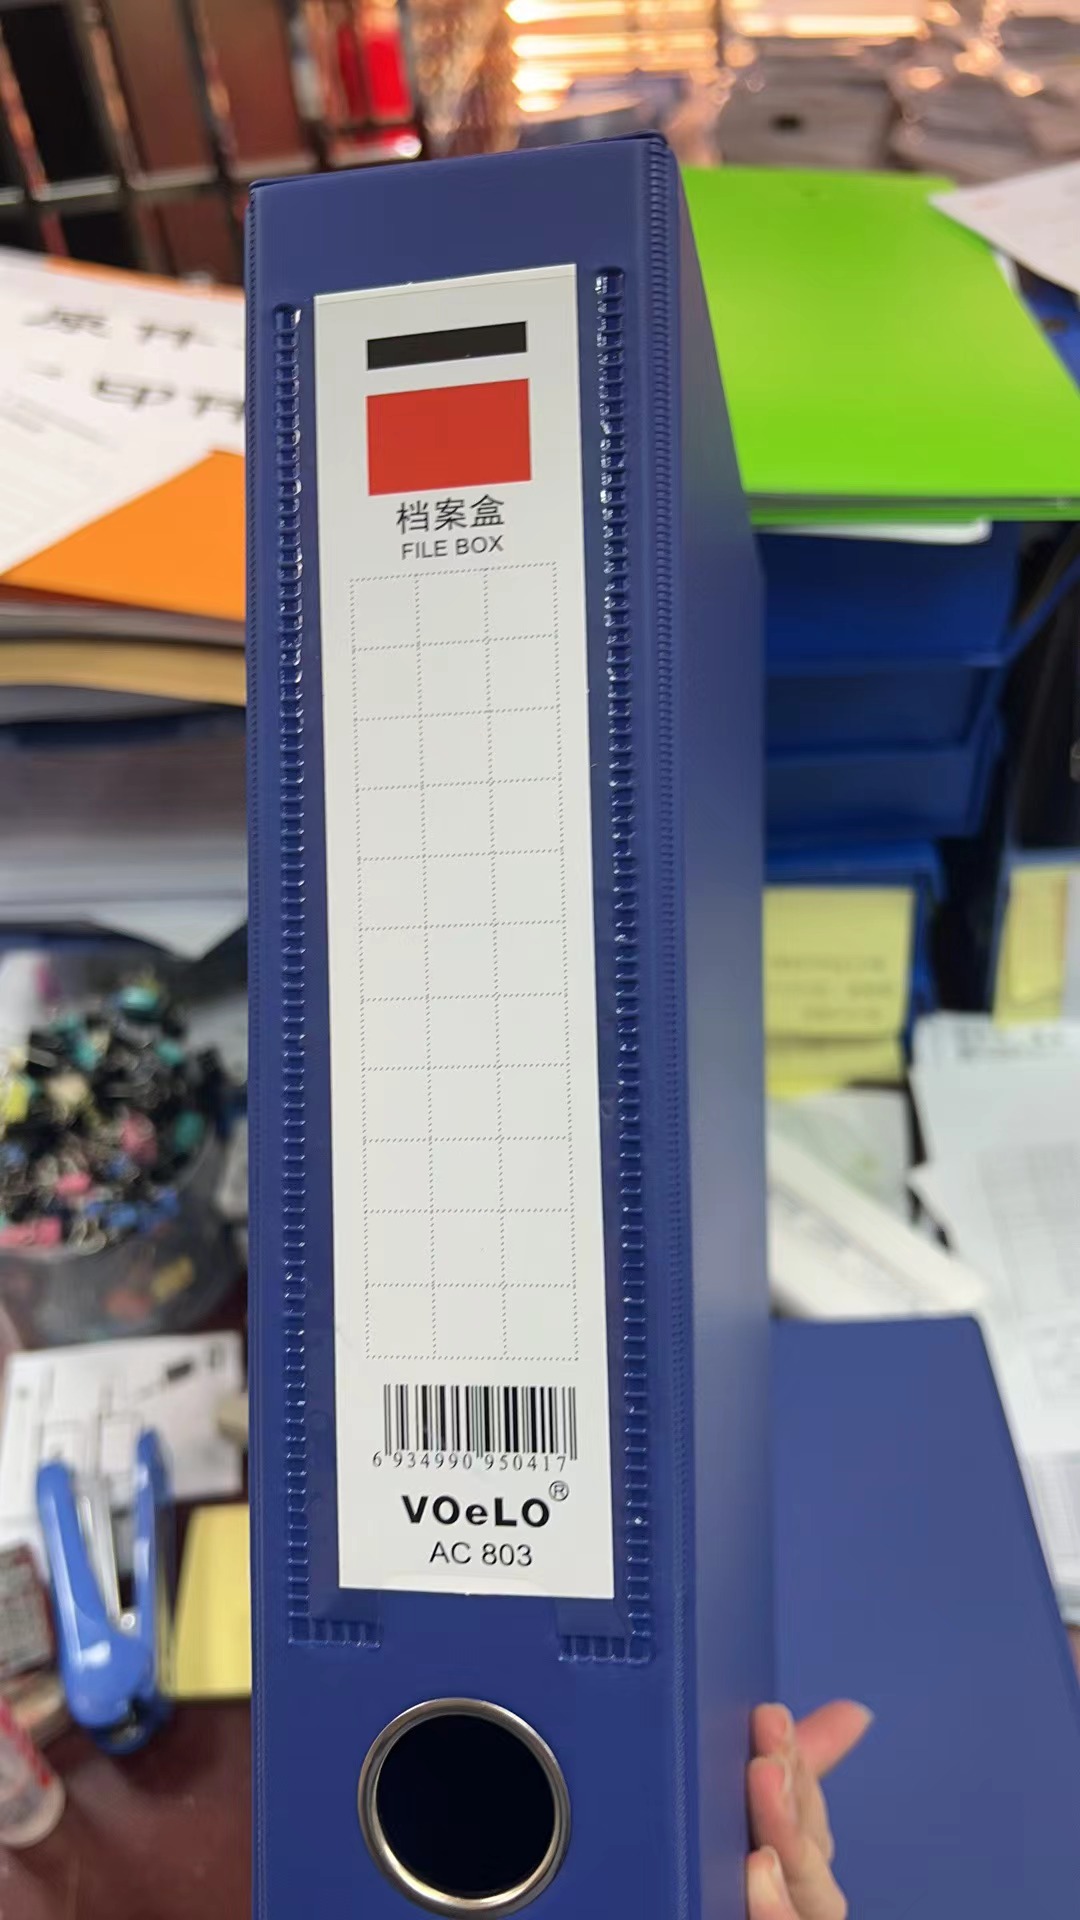 档案盒
FILE BOX
6 934990 950417
VOeLO®
AC 803